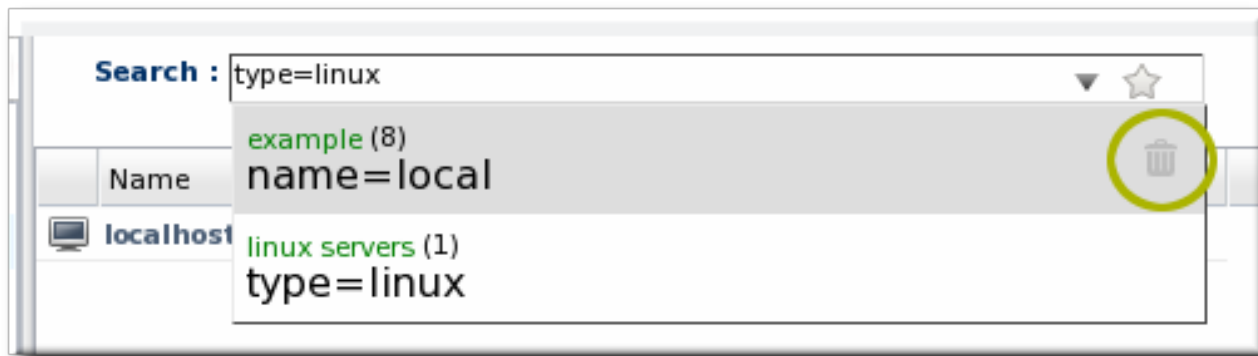 Search : type=linux
example (8)
name=local
Name
localhost
linux servers (1)
type=linux